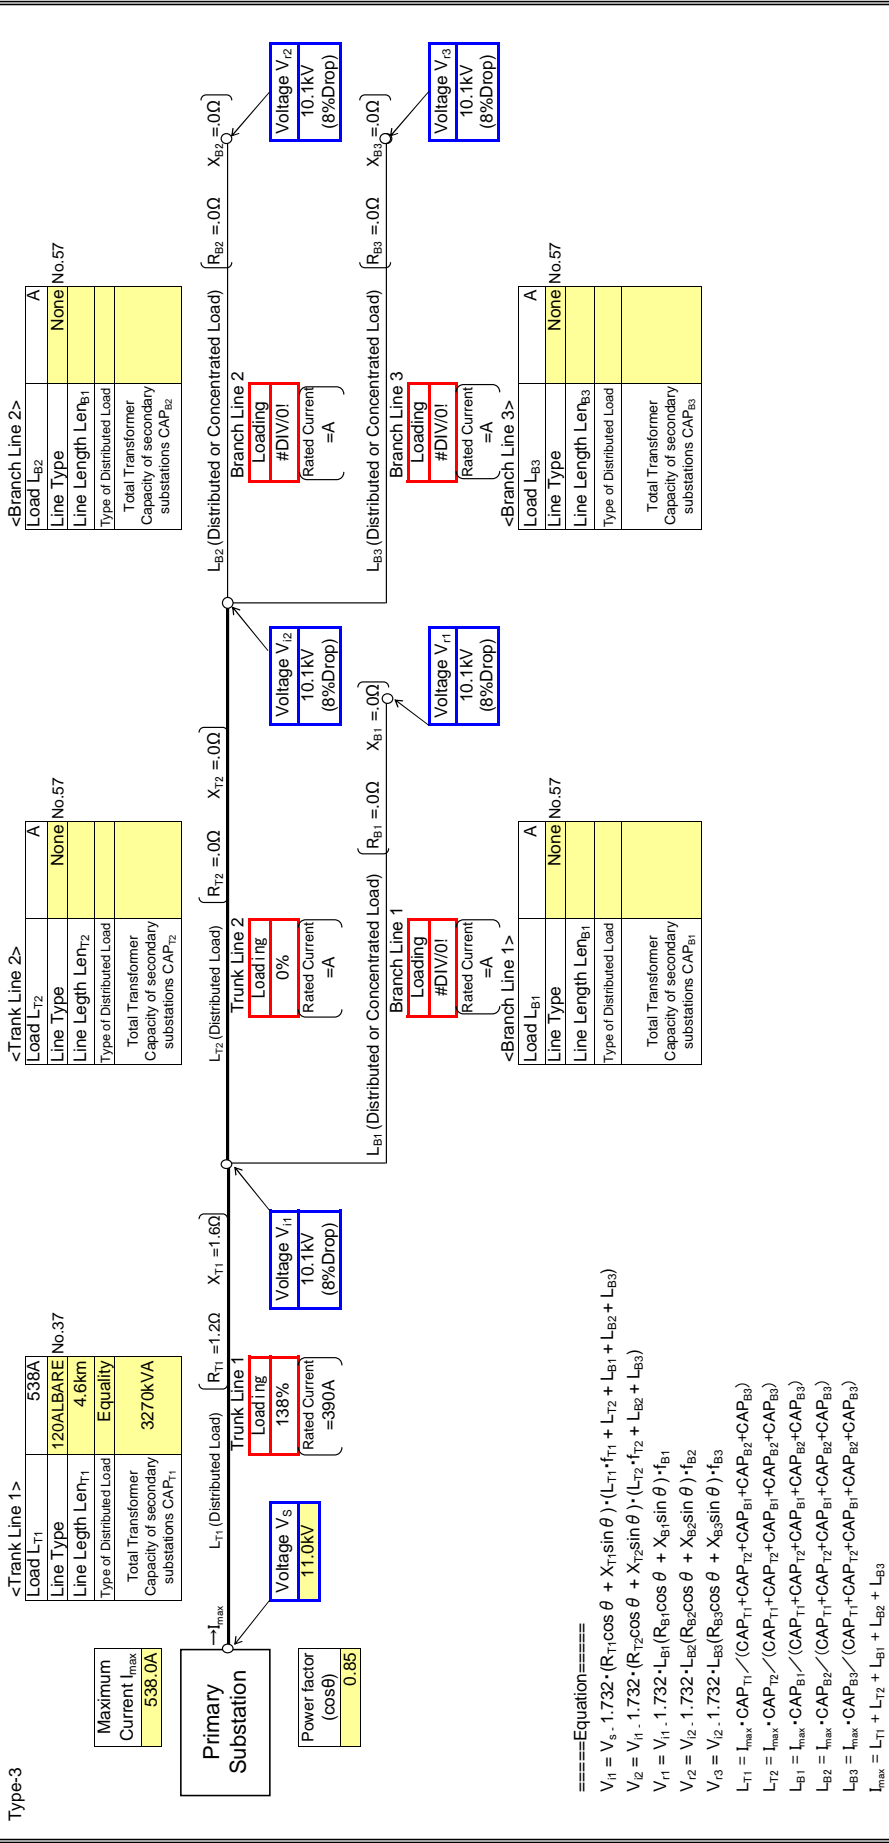 Type-3
Maximum
Current Imax
538.0A
Primary
Substation
Power factor
(cosθ)
0.85
→Imax
Voltage VS
11.0kV
<Trank Line 1>
Load LT1 538A
Line Type 120ALBARE No.37
Line Legth LenT1 4.6km
Type of Distributed Load Equality
Total Transformer
Capacity of secondary
substations CAPT1
3270kVA
LT1 (Distributed Load)
RT1 =1.2Ω XT1 =1.6Ω
Trunk Line 1
Loading
138%
Rated Current
=390A
Voltage Vi1
10.1kV
(8%Drop)
<Trank Line 2>
Load LT2 A
Line Type None No.57
Line Legth LenT2
Type of Distributed Load
Total Transformer
Capacity of secondary
substations CAPT2
LT2 (Distributed Load)
RT2 =.0Ω XT2 =.0Ω
Trunk Line 2
Loading
0%
Rated Current
=A
Voltage Vi2
10.1kV
(8%Drop)
LB1 (Distributed or Concentrated Load)
RB1 =.0Ω XB1 =.0Ω
Branch Line 1
Loading
#DIV/0!
Rated Current
=A
Voltage Vr1
10.1kV
(8%Drop)
<Branch Line 1>
Load LB1 A
Line Type None No.57
Line Length LenB1
Type of Distributed Load
Total Transformer
Capacity of secondary
substations CAPB1
<Branch Line 2>
Load LB2 A
Line Type None No.57
Line Length LenB1
Type of Distributed Load
Total Transformer
Capacity of secondary
substations CAPB2
LB2 (Distributed or Concentrated Load)
RB2 =.0Ω XB2 =.0Ω
Branch Line 2
Loading
#DIV/0!
Rated Current
=A
Voltage Vr2
10.1kV
(8%Drop)
LB3 (Distributed or Concentrated Load)
RB3 =.0Ω XB3 =.0Ω
Branch Line 3
Loading
#DIV/0!
Rated Current
=A
Voltage Vr3
10.1kV
(8%Drop)
<Branch Line 3>
Load LB3 A
Line Type None No.57
Line Length LenB3
Type of Distributed Load
Total Transformer
Capacity of secondary
substations CAPB3
=====Equation=====
Vi1 = Vs - 1.732・(RT1cos θ + XT1sin θ)・(LT1・fT1 + LT2 + LB1 + LB2 + LB3)
Vi2 = Vi1 - 1.732・(RT2cos θ + XT2sin θ)・(LT2・fT2 + LB2 + LB3)
Vr1 = Vi1 - 1.732・LB1(RB1cos θ + XB1sin θ)・fB1
Vr2 = Vi2 - 1.732・LB2(RB2cos θ + XB2sin θ)・fB2
Vr3 = Vi2 - 1.732・LB3(RB3cos θ + XB3sin θ)・fB3
LT1 = Imax・CAPT1／(CAPT1+CAPT2+CAPB1+CAPB2+CAPB3)
LT2 = Imax・CAPT2／(CAPT1+CAPT2+CAPB1+CAPB2+CAPB3)
LB1 = Imax・CAPB1／(CAPT1+CAPT2+CAPB1+CAPB2+CAPB3)
LB2 = Imax・CAPB2／(CAPT1+CAPT2+CAPB1+CAPB2+CAPB3)
LB3 = Imax・CAPB3／(CAPT1+CAPT2+CAPB1+CAPB2+CAPB3)
Imax = LT1 + LT2 + LB1 + LB2 + LB3